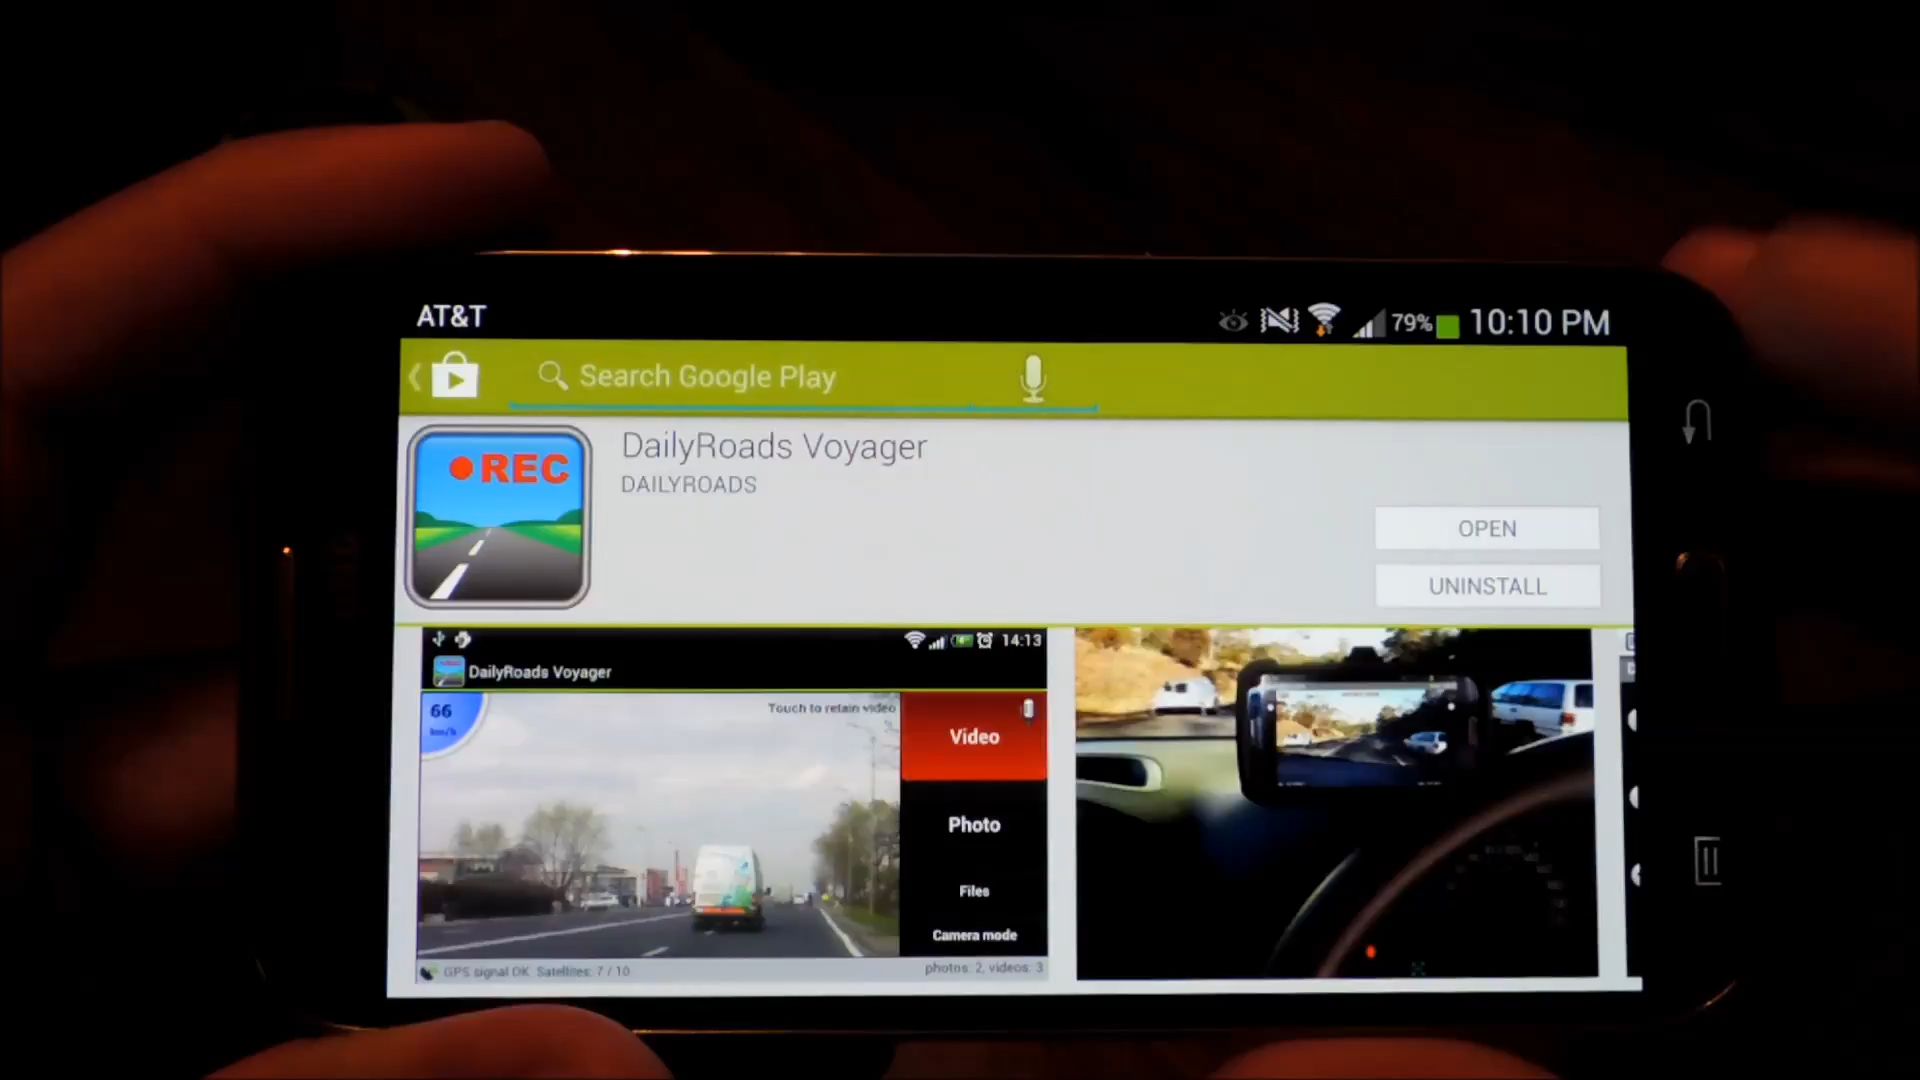 AT&T
79%
10:10 PM
Search Google Play
REC
DailyRoads Voyager
DAILYROADS
OPEN
UNINSTALL
14:13
DailyRoads Voyager
66
km/h
Touch to retain video
Video
Photo
Files
Camera mode
GPS signal OK Satellites: 7 / 10
photos: 2, videos: 3